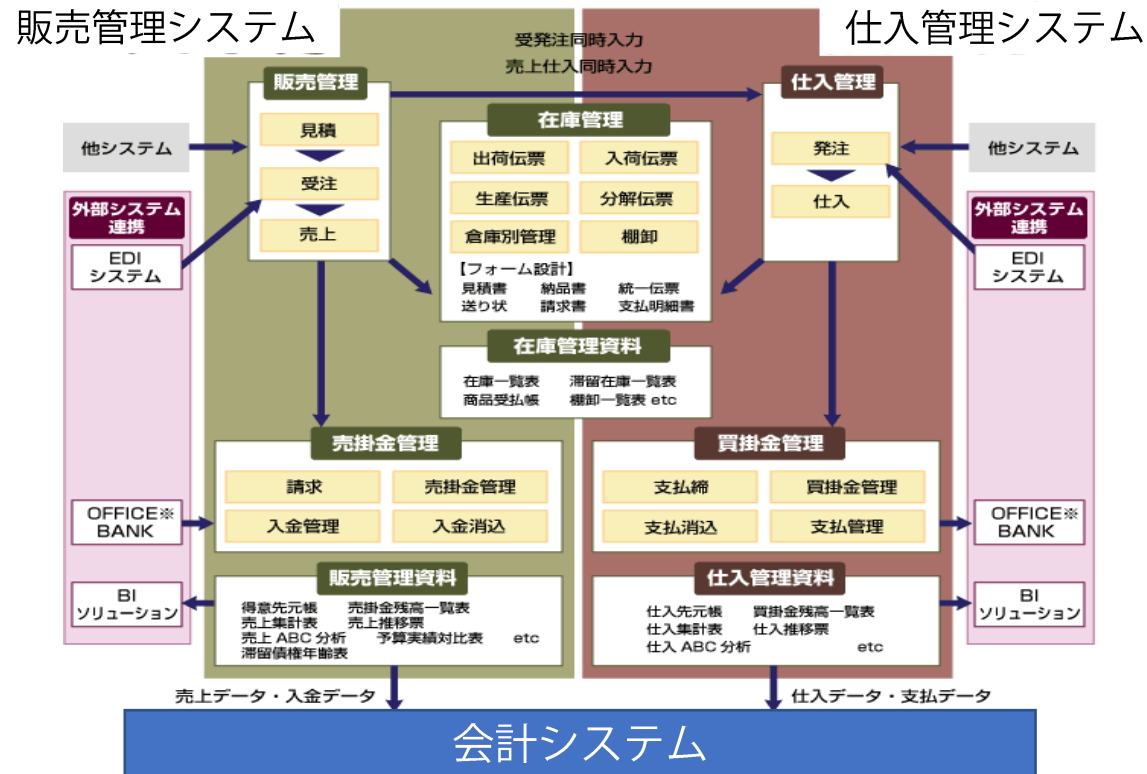 販売管理システム
仕入管理システム
受発注同時入力
売上仕入同時入力
販売管理
見積
受注
売上
仕入管理
発注
仕入
在庫管理
出荷伝票 入荷伝票
生産伝票 分解伝票
倉庫別管理 棚卸
【フォーム設計】
見積書 納品書 統一伝票
送り状 請求書 支払明細書
他システム
他システム
外部システム
連携
EDI
システム
外部システム
連携
EDI
システム
在庫管理資料
在庫一覧表 滞留在庫一覧表
商品受払帳 棚卸一覧表 etc
売掛金管理
請求 売掛金管理
入金管理 入金消込
買掛金管理
支払締 買掛金管理
支払消込 支払管理
OFFICE※
BANK
OFFICE※
BANK
BI
ソリューション
BI
ソリューション
販売管理資料
得意先元帳 売掛金残高一覧表
売上集計表 売上推移票
売上 ABC 分析 予算実績対比表 etc
滞留債権年齢表
仕入管理資料
仕入先元帳 買掛金残高一覧表
仕入集計表 仕入推移票
仕入 ABC 分析 etc
売上データ・入金データ
仕入データ・支払データ
会計システム